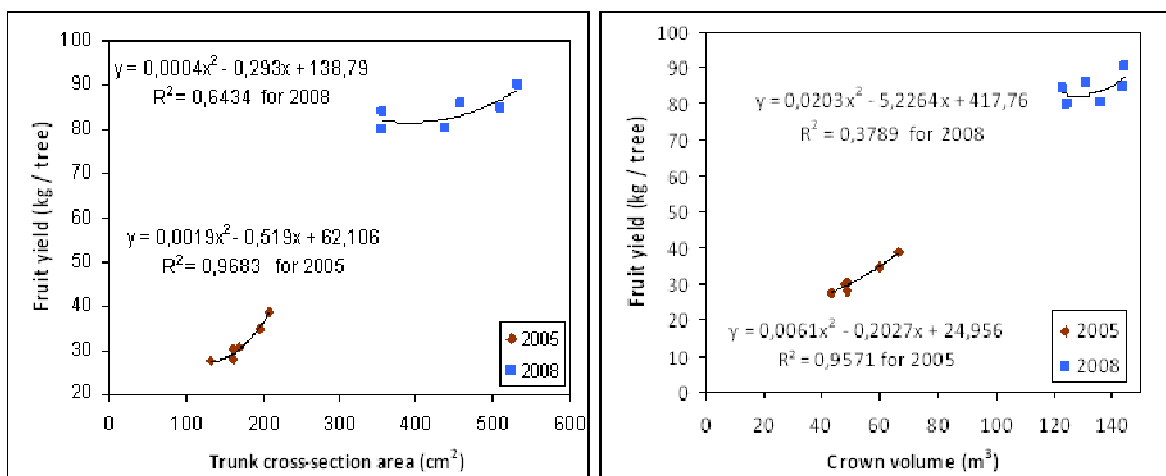 Fruit yield (kg / tree)
100
90
80
70
60
50
40
30
20
y = 0,0004x² - 0,293x + 138,79
R² = 0,6434 for 2008
y = 0,0019x² - 0,519x + 62,106
R² = 0,9683 for 2005
2005
2008
0 100 200 300 400 500 600
Trunk cross-section area (cm²)
Fruit yield (kg / tree)
100
90
80
70
60
50
40
30
20
10
0
y = 0,0203x² - 5,2264x + 417,76
R² = 0,3789 for 2008
y = 0,0061x² - 0,2027x + 24,956
R² = 0,9571 for 2005
2005
2008
0 20 40 60 80 100 120 140
Crown volume (m³)